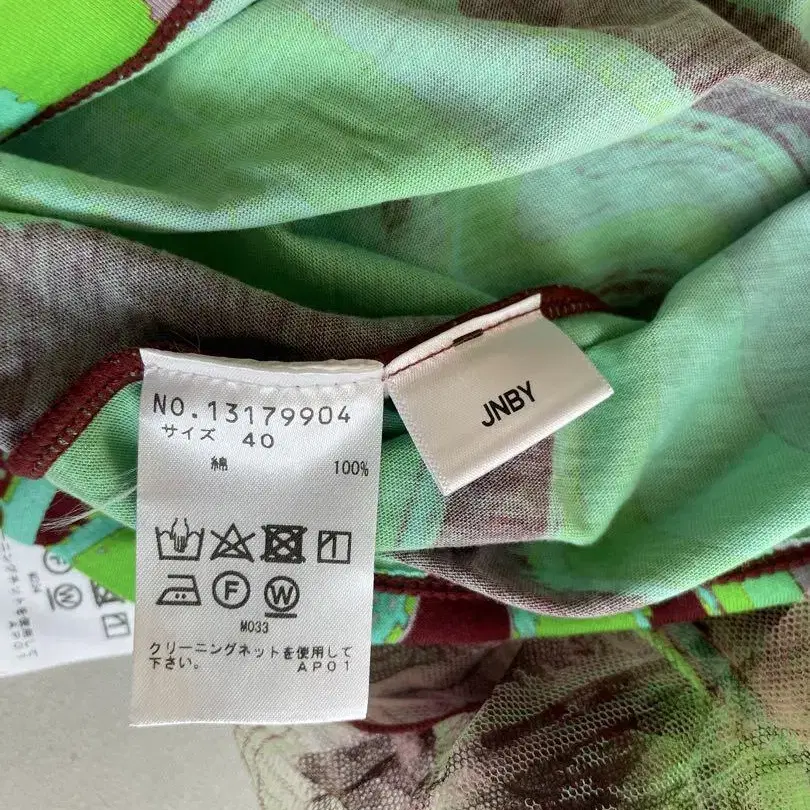 NO.13179904
サイズ 40
綿 100%
F W
M033
クリーニングネットを使用して
下さい。 AP01
JNBY